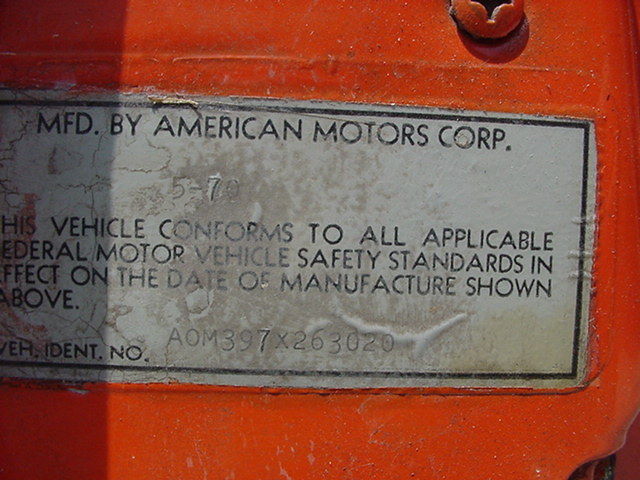 MFD. BY AMERICAN MOTORS CORP.
5-70
HIS VEHICLE CONFORMS TO ALL APPLICABLE
EDERAL MOTOR VEHICLE SAFETY STANDARDS IN
EFFECT ON THE DATE OF MANUFACTURE SHOWN
ABOVE.
VEH. IDENT. NO. A0M397X263020